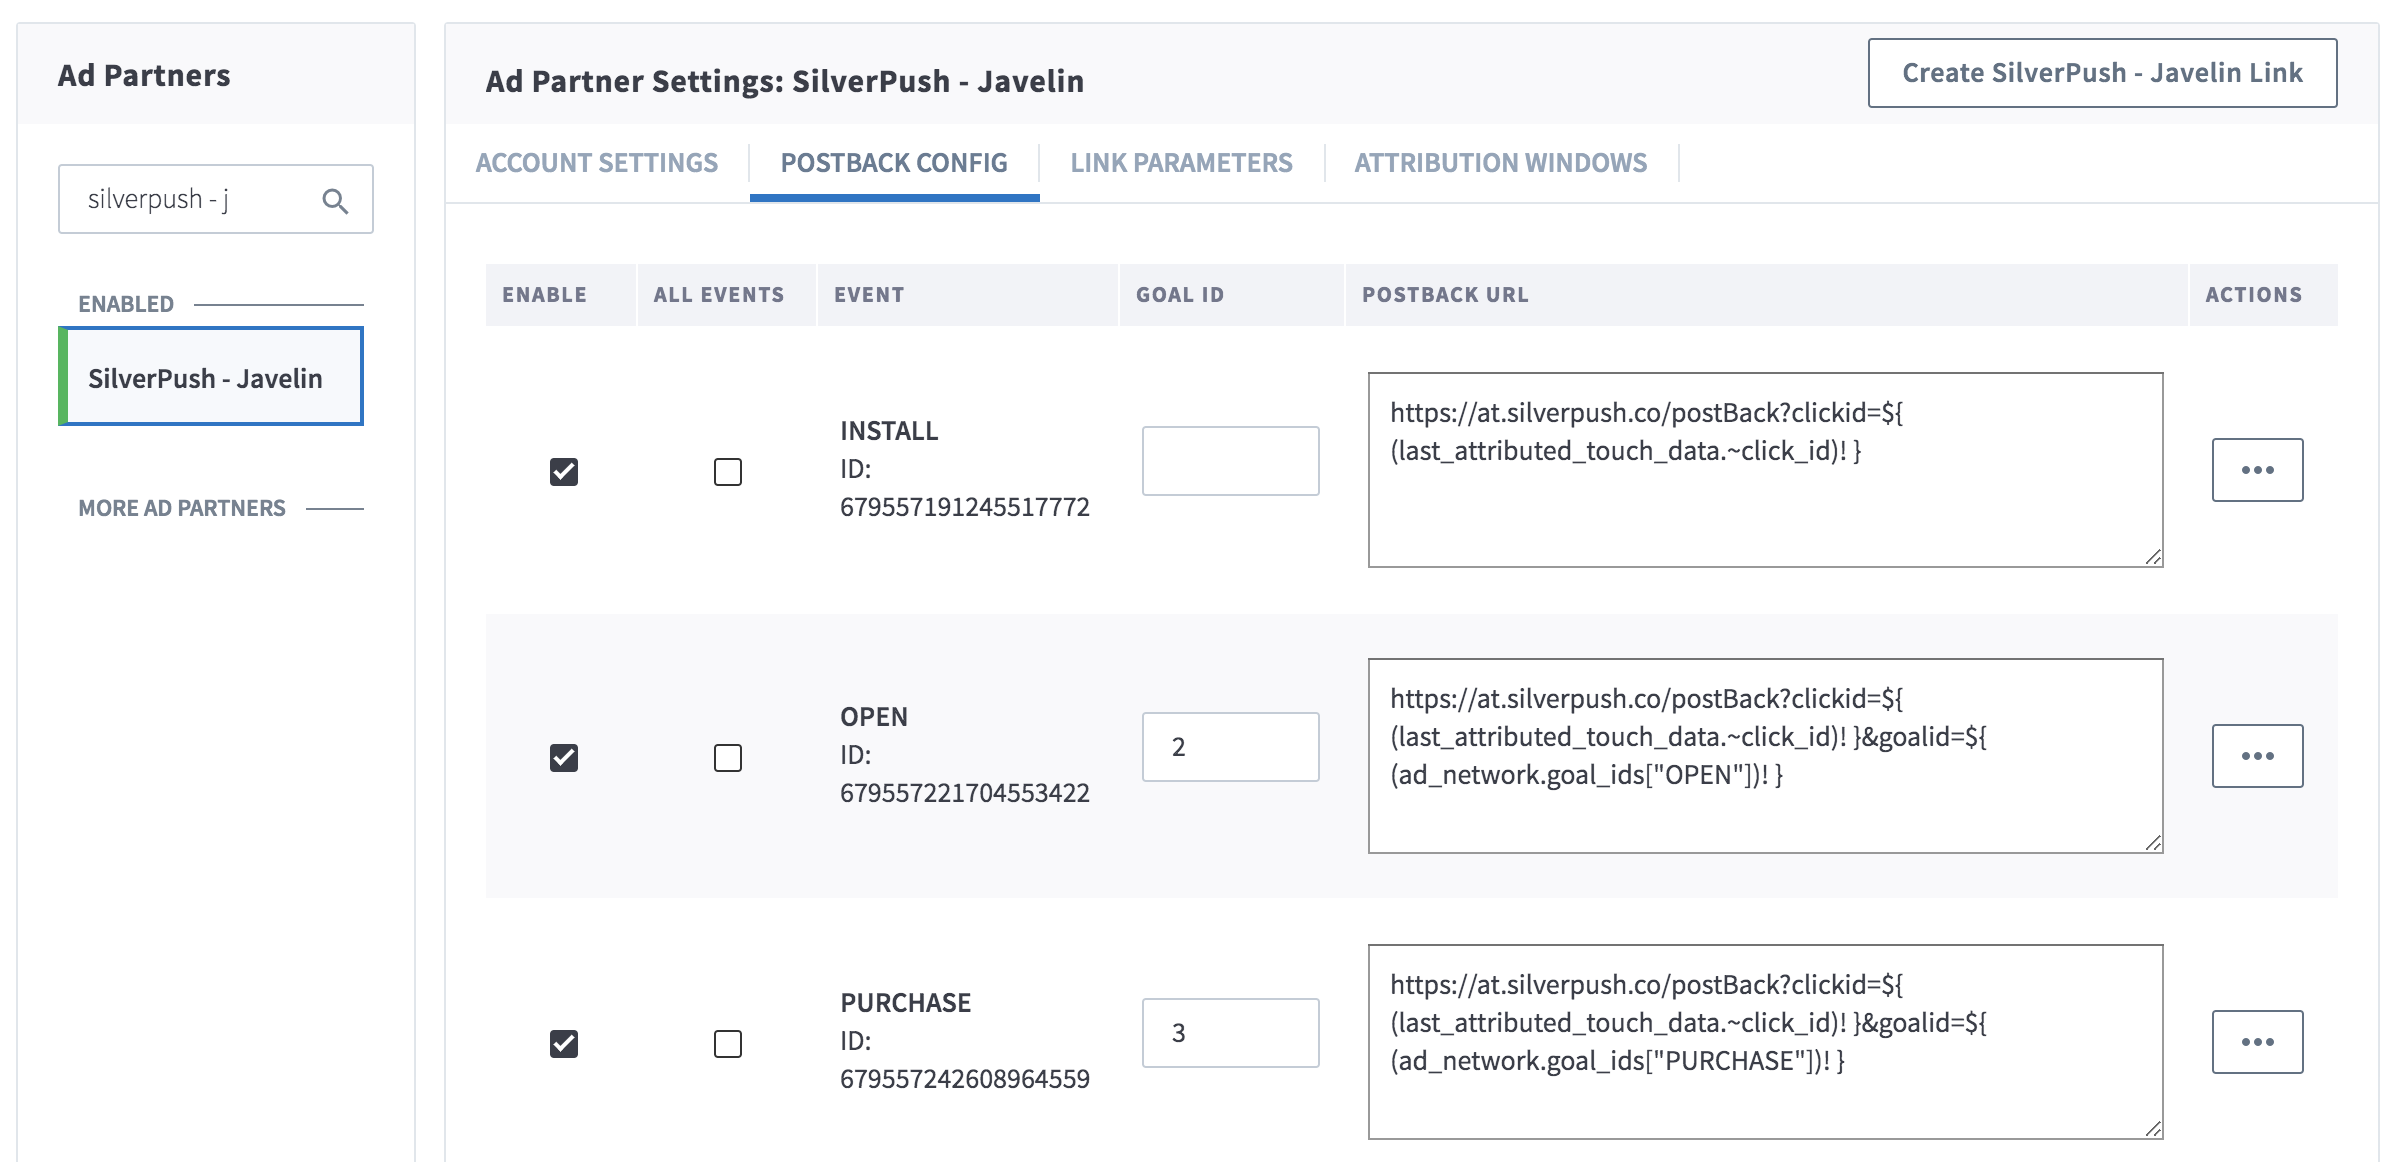 Ad Partners
silverpush - j
ENABLED
SilverPush - Javelin
MORE AD PARTNERS
Ad Partner Settings: SilverPush - Javelin
Create SilverPush - Javelin Link
ACCOUNT SETTINGS
POSTBACK CONFIG
LINK PARAMETERS
ATTRIBUTION WINDOWS
ENABLE
ALL EVENTS
EVENT
GOAL ID
POSTBACK URL
ACTIONS
INSTALL
ID:
679557191245517772
https://at.silverpush.co/postBack?clickid=${
(last_attributed_touch_data.~click_id)! }
OPEN
ID:
679557221704553422
2
https://at.silverpush.co/postBack?clickid=${
(last_attributed_touch_data.~click_id)! }&goalid=${
(ad_network.goal_ids["OPEN"])! }
PURCHASE
ID:
679557242608964559
3
https://at.silverpush.co/postBack?clickid=${
(last_attributed_touch_data.~click_id)! }&goalid=${
(ad_network.goal_ids["PURCHASE"])! }